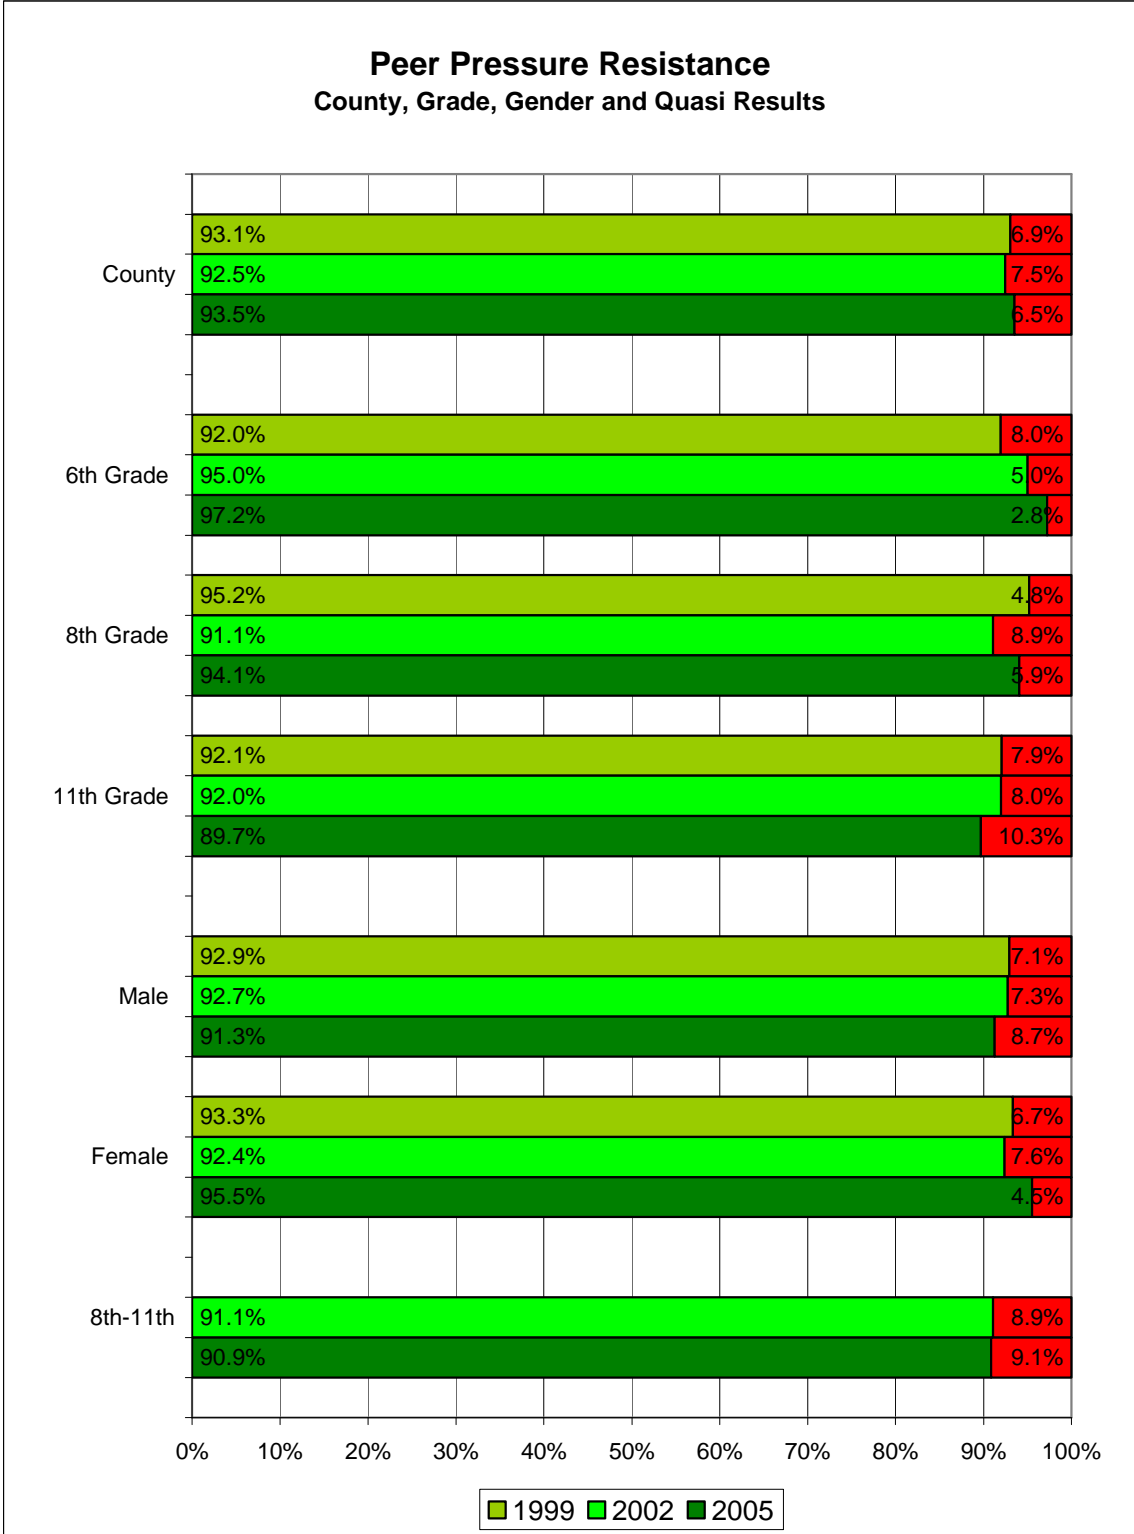 Peer Pressure Resistance
County, Grade, Gender and Quasi Results
93.1% 6.9%
County 92.5% 7.5%
93.5% 6.5%
92.0% 8.0%
6th Grade 95.0% 5.0%
97.2% 2.8%
95.2% 4.8%
8th Grade 91.1% 8.9%
94.1% 5.9%
92.1% 7.9%
11th Grade 92.0% 8.0%
89.7% 10.3%
92.9% 7.1%
Male 92.7% 7.3%
91.3% 8.7%
93.3% 6.7%
Female 92.4% 7.6%
95.5% 4.5%
8th-11th 91.1% 8.9%
90.9% 9.1%
0% 10% 20% 30% 40% 50% 60% 70% 80% 90% 100%
1999 2002 2005